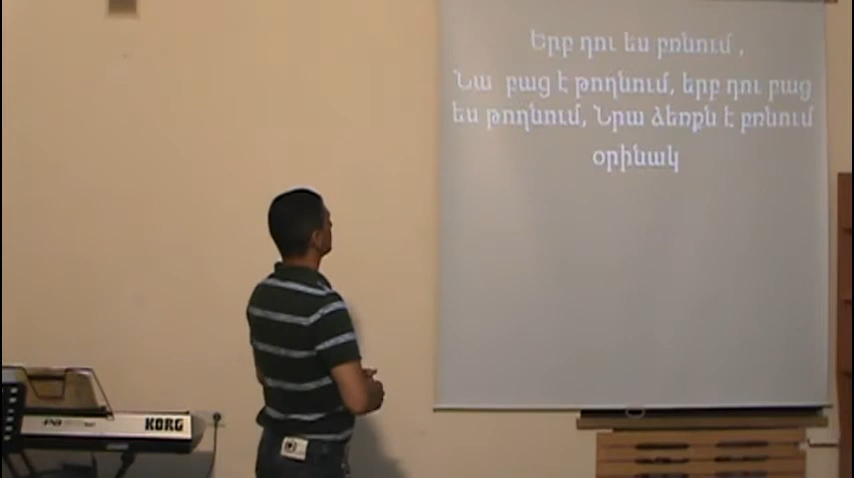 Երբ դու ես բռնում ,
Նա բաց է թողնում, երբ դու բաց
ես թողնում, Նրա ձեռքն է բռնում
օրինակ
KORG